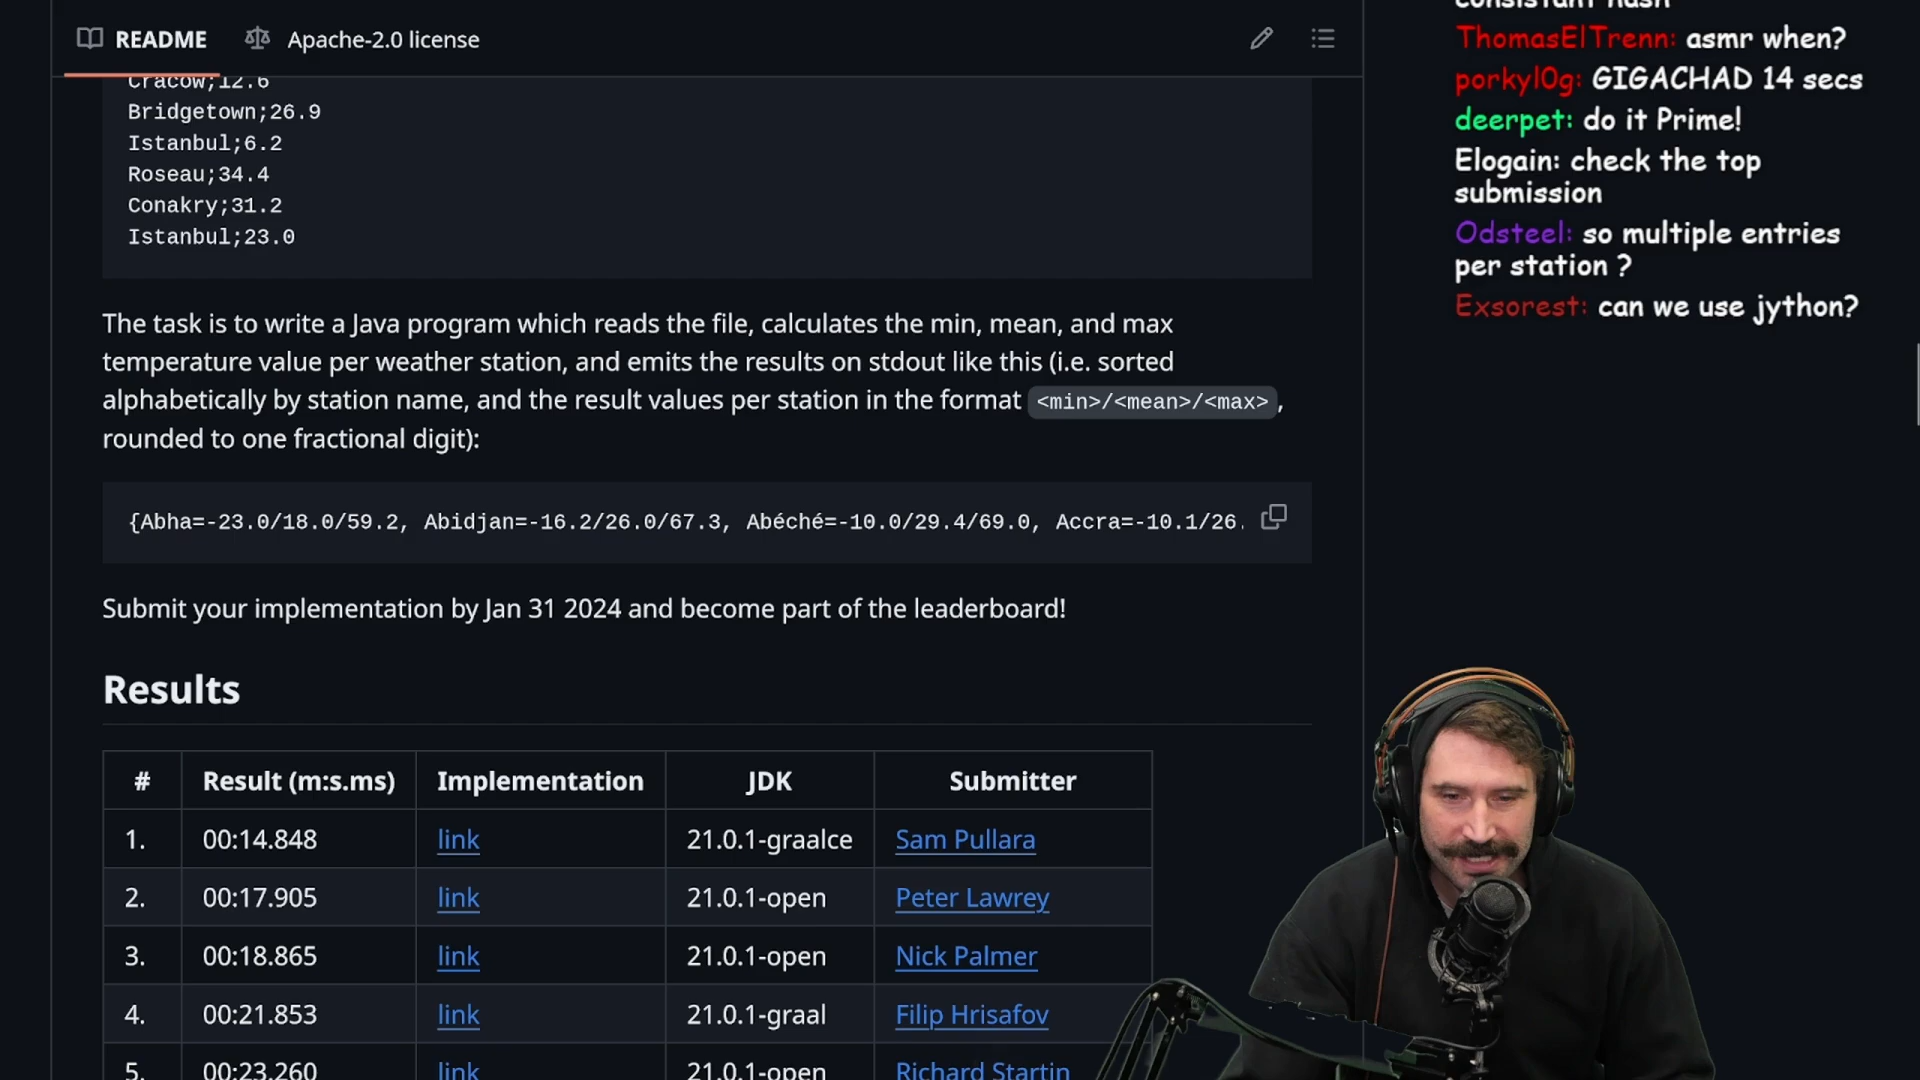 README
Apache-2.0 license
Cracow;12.6
Bridgetown;26.9
Istanbul;6.2
Roseau;34.4
Conakry;31.2
Istanbul;23.0
The task is to write a Java program which reads the file, calculates the min, mean, and max
temperature value per weather station, and emits the results on stdout like this (i.e. sorted
alphabetically by station name, and the result values per station in the format <min>/<mean>/<max>,
rounded to one fractional digit):
{Abha=-23.0/18.0/59.2, Abidjan=-16.2/26.0/67.3, Abéché=-10.0/29.4/69.0, Accra=-10.1/26.
Submit your implementation by Jan 31 2024 and become part of the leaderboard!
Results
# Result (m:s.ms) Implementation JDK Submitter
1. 00:14.848 link 21.0.1-graalce Sam Pullara
2. 00:17.905 link 21.0.1-open Peter Lawrey
3. 00:18.865 link 21.0.1-open Nick Palmer
4. 00:21.853 link 21.0.1-graal Filip Hrisafov
5. 00:23.260 link 21.0.1-open Richard Startin
consistant hash
ThomasElTrenn: asmr when?
porkyl0g: GIGACHAD 14 secs
deerpet: do it Prime!
Elogain: check the top
submission
Odsteel: so multiple entries
per station ?
Exsorest: can we use jython?